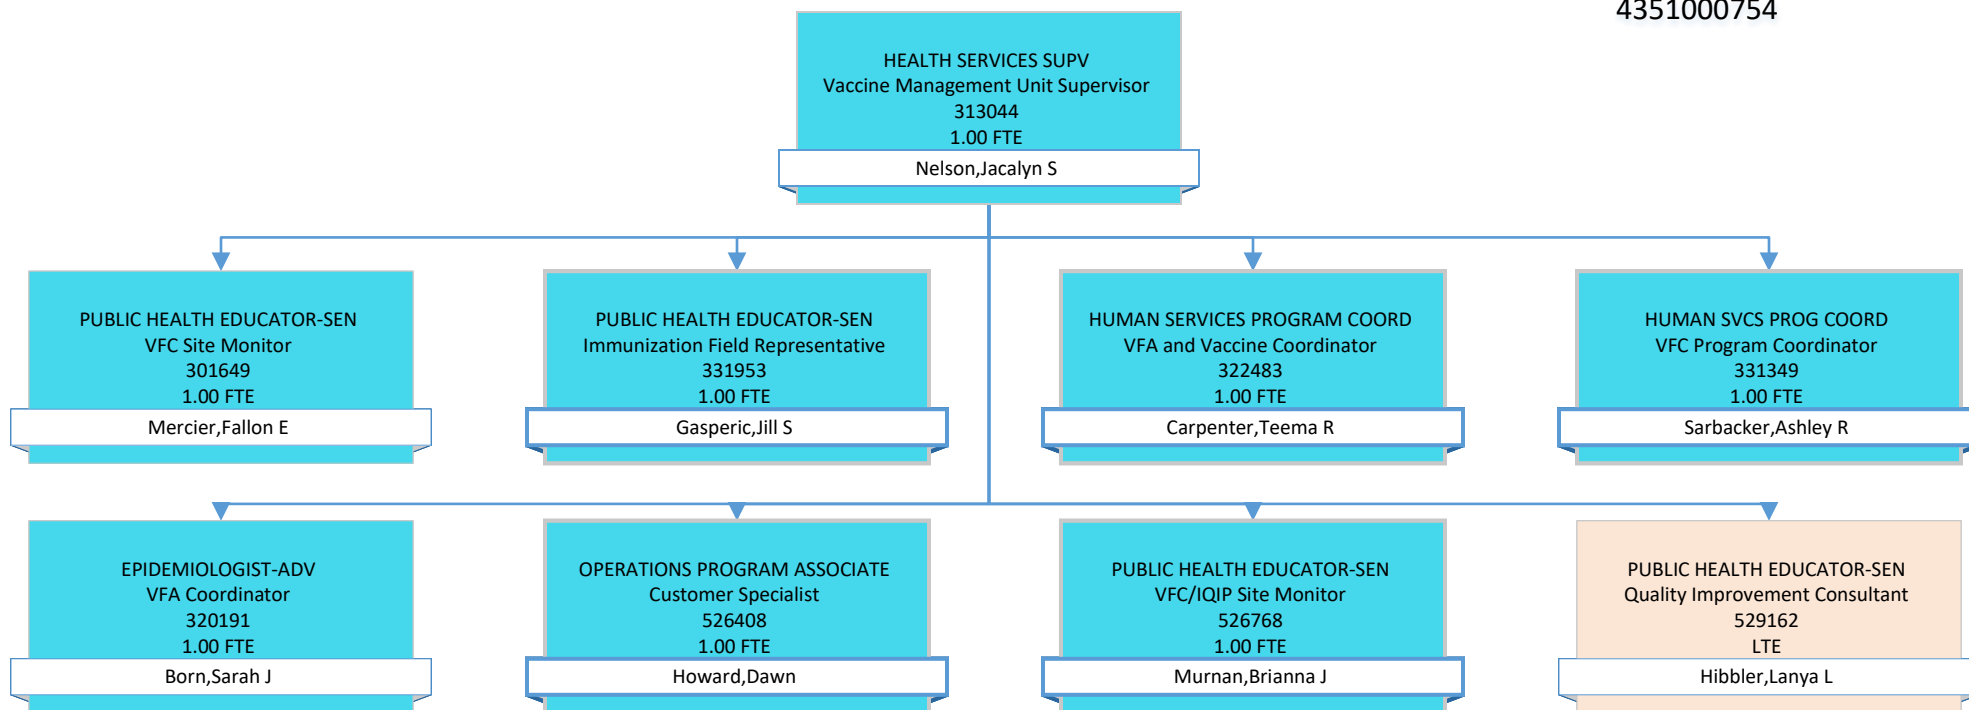 4351000754
HEALTH SERVICES SUPV
Vaccine Management Unit Supervisor
313044
1.00 FTE
Nelson,Jacalyn S
PUBLIC HEALTH EDUCATOR-SEN
VFC Site Monitor
301649
1.00 FTE
Mercier,Fallon E
PUBLIC HEALTH EDUCATOR-SEN
Immunization Field Representative
331953
1.00 FTE
Gasperic,Jill S
HUMAN SERVICES PROGRAM COORD
VFA and Vaccine Coordinator
322483
1.00 FTE
Carpenter,Teema R
HUMAN SVCS PROG COORD
VFC Program Coordinator
331349
1.00 FTE
Sarbacker,Ashley R
EPIDEMIOLOGIST-ADV
VFA Coordinator
320191
1.00 FTE
Born,Sarah J
OPERATIONS PROGRAM ASSOCIATE
Customer Specialist
526408
1.00 FTE
Howard,Dawn
PUBLIC HEALTH EDUCATOR-SEN
VFC/IQIP Site Monitor
526768
1.00 FTE
Murnan,Brianna J
PUBLIC HEALTH EDUCATOR-SEN
Quality Improvement Consultant
529162
LTE
Hibbler,Lanya L